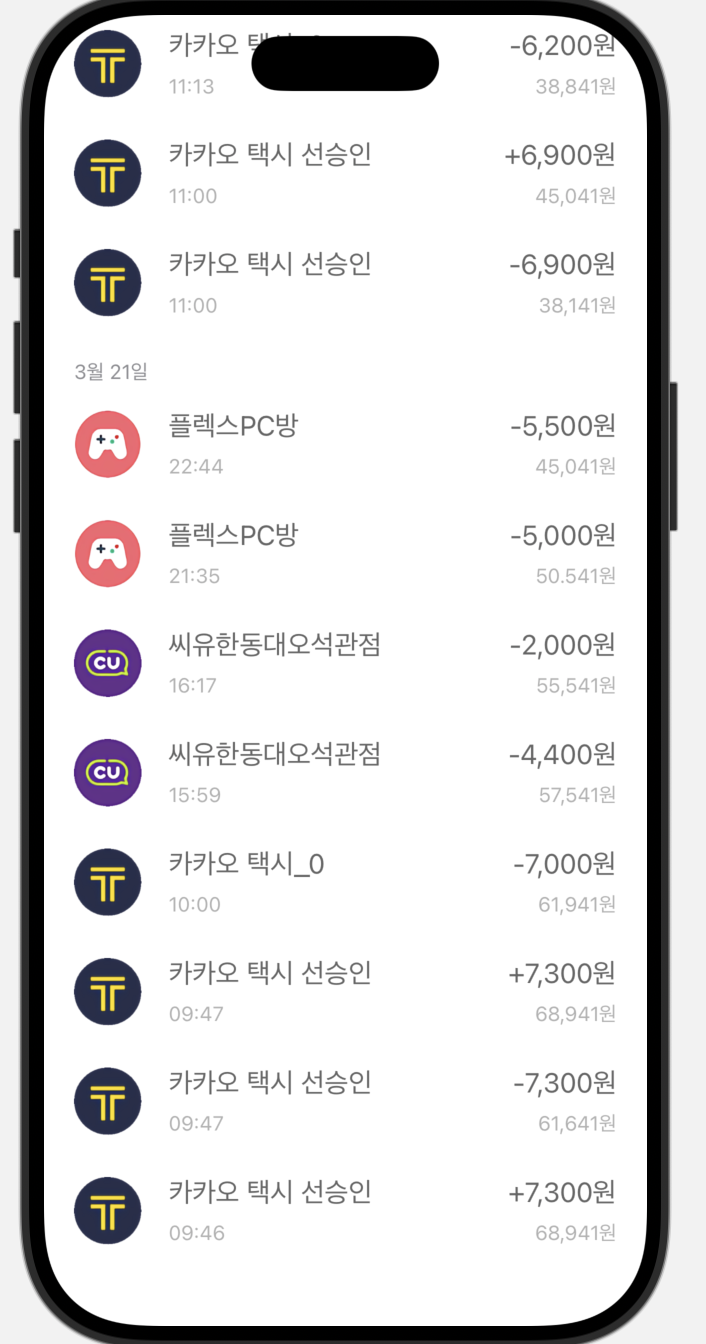 카카오 택시_0 -6,200원
11:13 38,841원
카카오 택시 선승인 +6,900원
11:00 45,041원
카카오 택시 선승인 -6,900원
11:00 38,141원
3월 21일
플렉스PC방 -5,500원
22:44 45,041원
플렉스PC방 -5,000원
21:35 50.541원
CU
씨유한동대오석관점 -2,000원
16:17 55,541원
CU
씨유한동대오석관점 -4,400원
15:59 57,541원
카카오 택시_0 -7,000원
10:00 61,941원
카카오 택시 선승인 +7,300원
09:47 68,941원
카카오 택시 선승인 -7,300원
09:47 61,641원
카카오 택시 선승인 +7,300원
09:46 68,941원